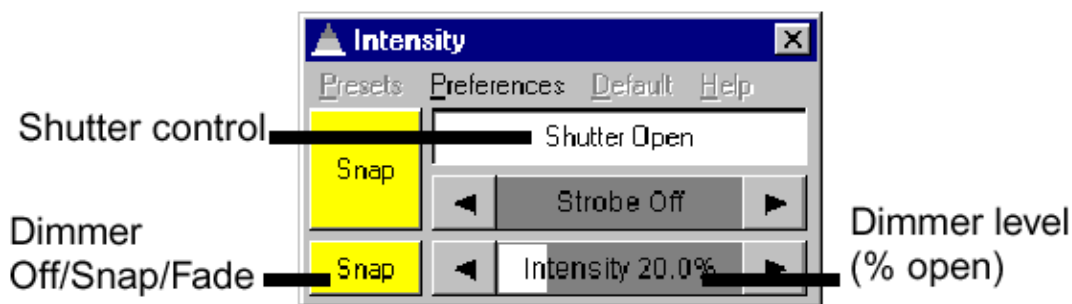 Intensity
Presets Preferences Default Help
Shutter control
Shutter Open
Snap
Strobe Off
Dimmer
Off/Snap/Fade
Snap
Intensity 20.0%
Dimmer level
(% open)